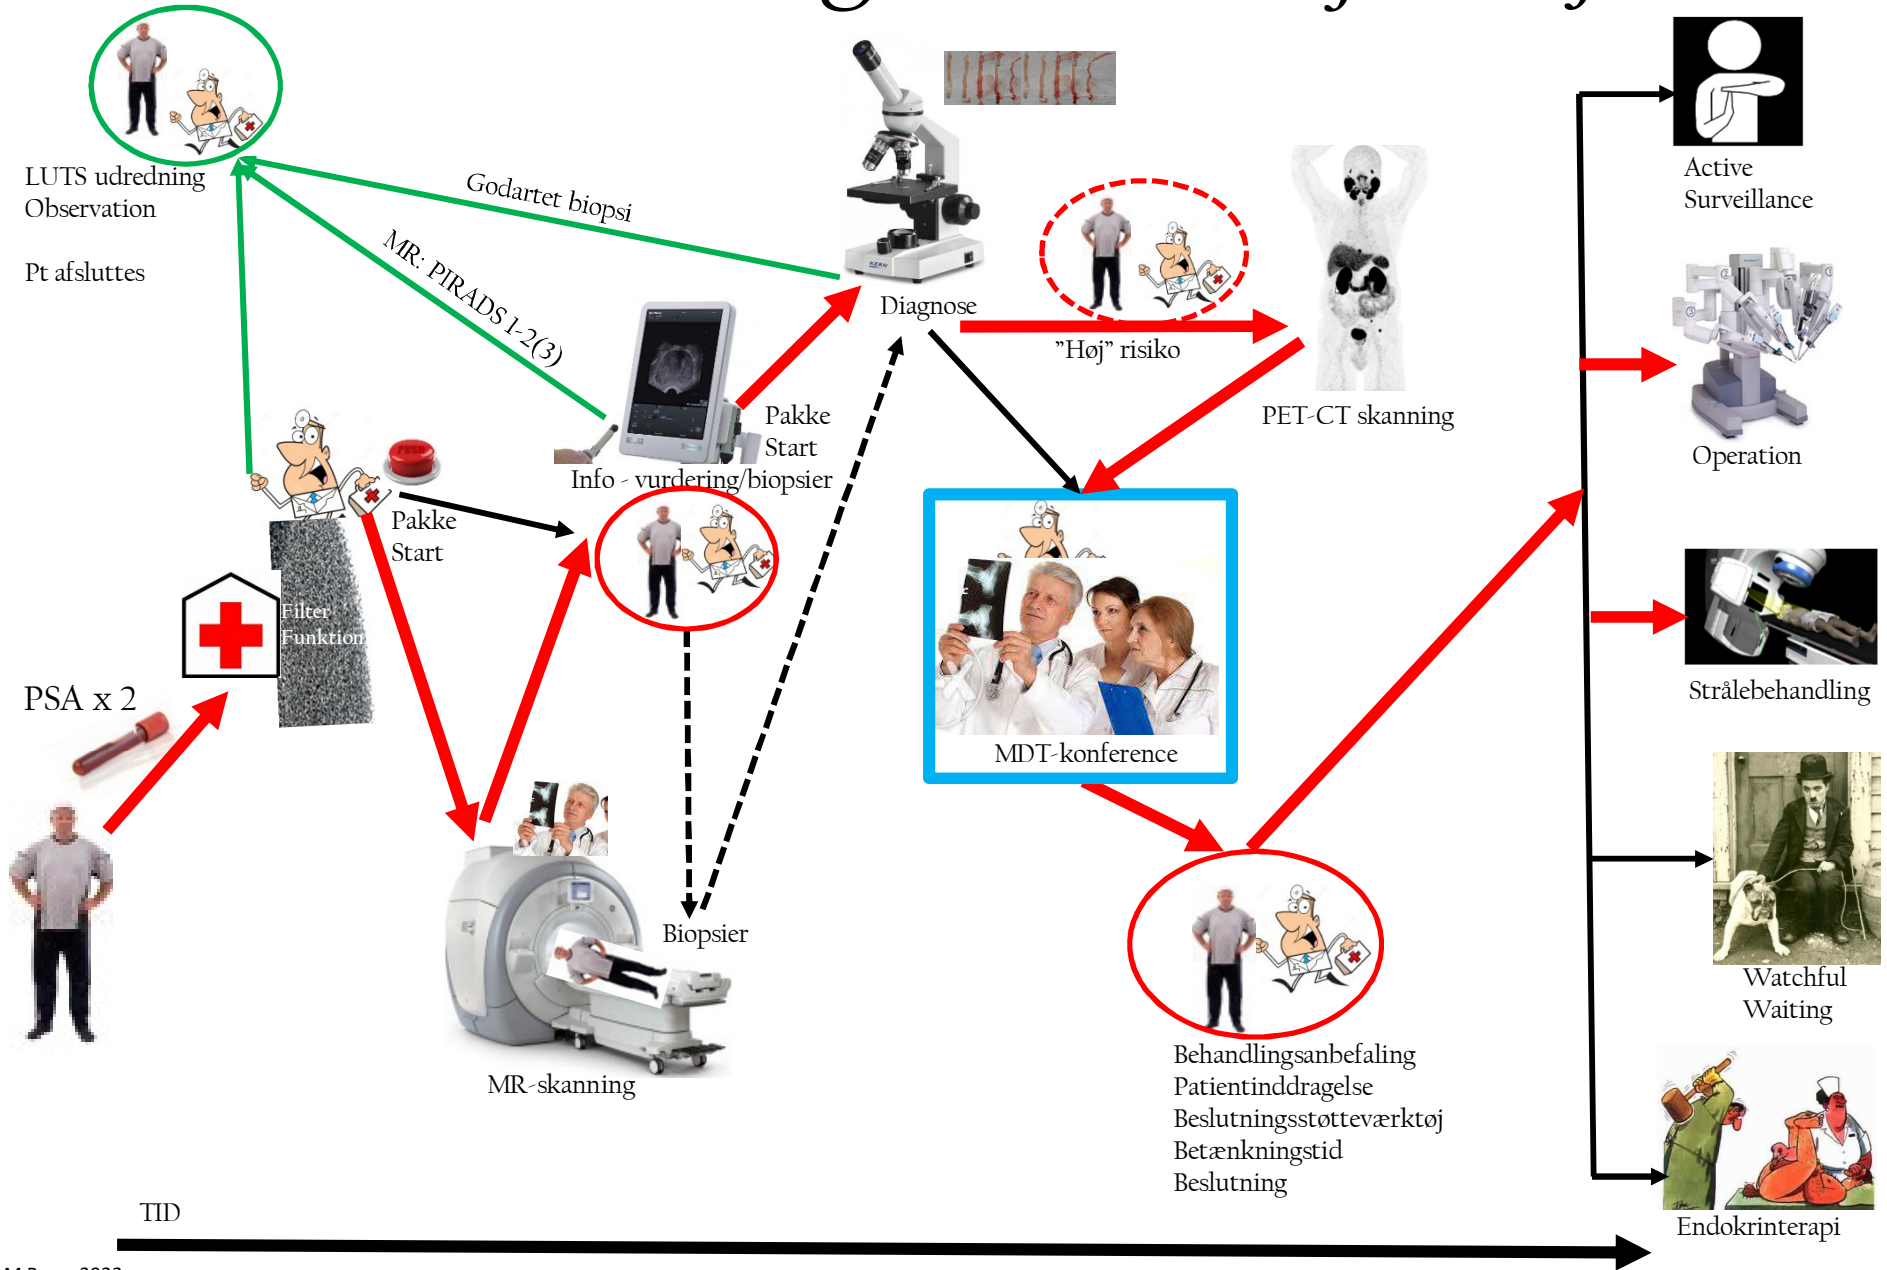 LUTS udredning
Observation
Pt afsluttes
Godartet biopsi
MR: PIRADS 1-2(3)
Diagnose
"Høj" risiko
PET-CT skanning
Pakke
Start
Info - vurdering/biopsier
PUSH
Pakke
Start
Filter
Funktion
PSA x 2
MDT-konference
Biopsier
MR-skanning
Behandlingsanbefaling
Patientinddragelse
Beslutningsstøtteværktøj
Betænkningstid
Beslutning
Active
Surveillance
Operation
Strålebehandling
Watchful
Waiting
Endokrinterapi
TID